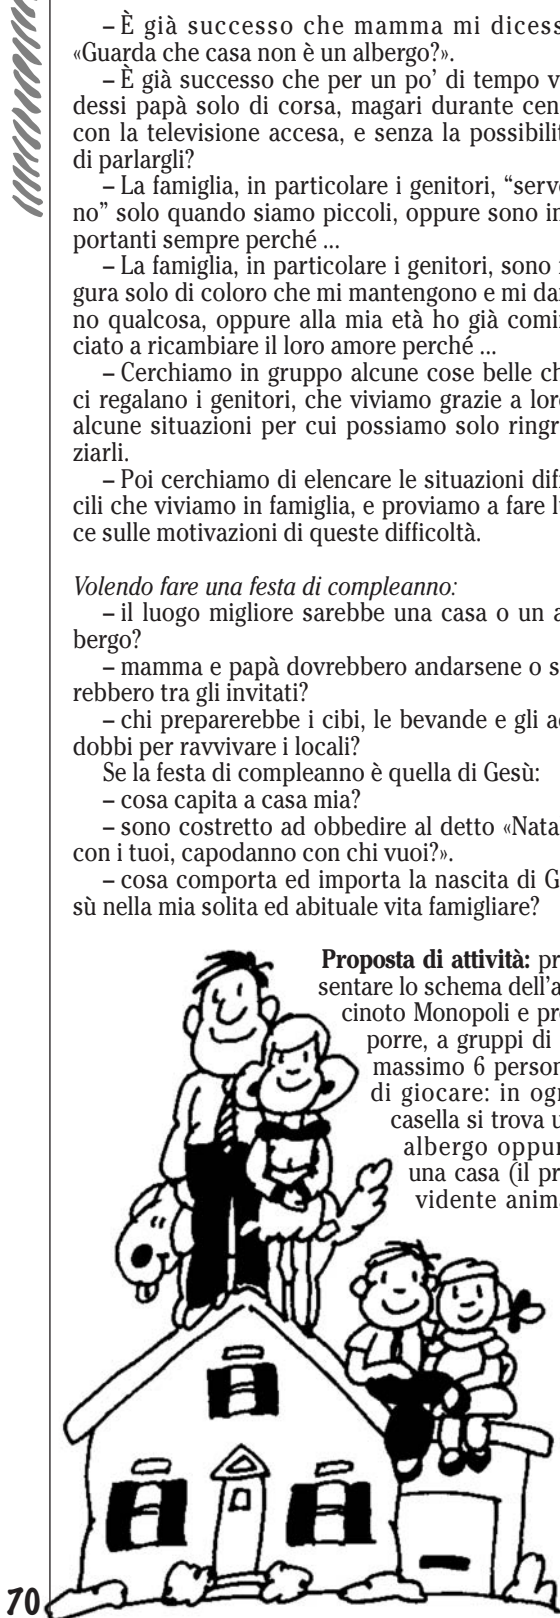 – È già successo che mamma mi dicess
«Guarda che casa non è un albergo?».
– È già successo che per un po' di tempo v
dessi papà solo di corsa, magari durante cen
con la televisione accesa, e senza la possibilit
di parlargli?
– La famiglia, in particolare i genitori, “serv
no” solo quando siamo piccoli, oppure sono in
portanti sempre perché ...
– La famiglia, in particolare i genitori, sono
gura solo di coloro che mi mantengono e mi dan
no qualcosa, oppure alla mia età ho già comin
ciato a ricambiare il loro amore perché ...
– Cerchiamo in gruppo alcune cose belle ch
ci regalano i genitori, che viviamo grazie a lor
alcune situazioni per cui possiamo solo ringr
ziarli.
– Poi cerchiamo di elencare le situazioni diff
cili che viviamo in famiglia, e proviamo a fare l
ce sulle motivazioni di queste difficoltà.
Volendo fare una festa di compleanno:
– il luogo migliore sarebbe una casa o un a
bergo?
– mamma e papà dovrebbero andarsene o s
rebbero tra gli invitati?
– chi preparerebbe i cibi, le bevande e gli a
dobbi per ravvivare i locali?
Se la festa di compleanno è quella di Gesù:
– cosa capita a casa mia?
– sono costretto ad obbedire al detto «Nata
con i tuoi, capodanno con chi vuoi?».
– cosa comporta ed importa la nascita di G
sù nella mia solita ed abituale vita famigliare?
Proposta di attività: pr
sentare lo schema dell'a
cinoto Monopoli e pr
porre, a gruppi di
massimo 6 person
di giocare: in ogn
casella si trova u
albergo oppur
una casa (il pr
vidente anim
70